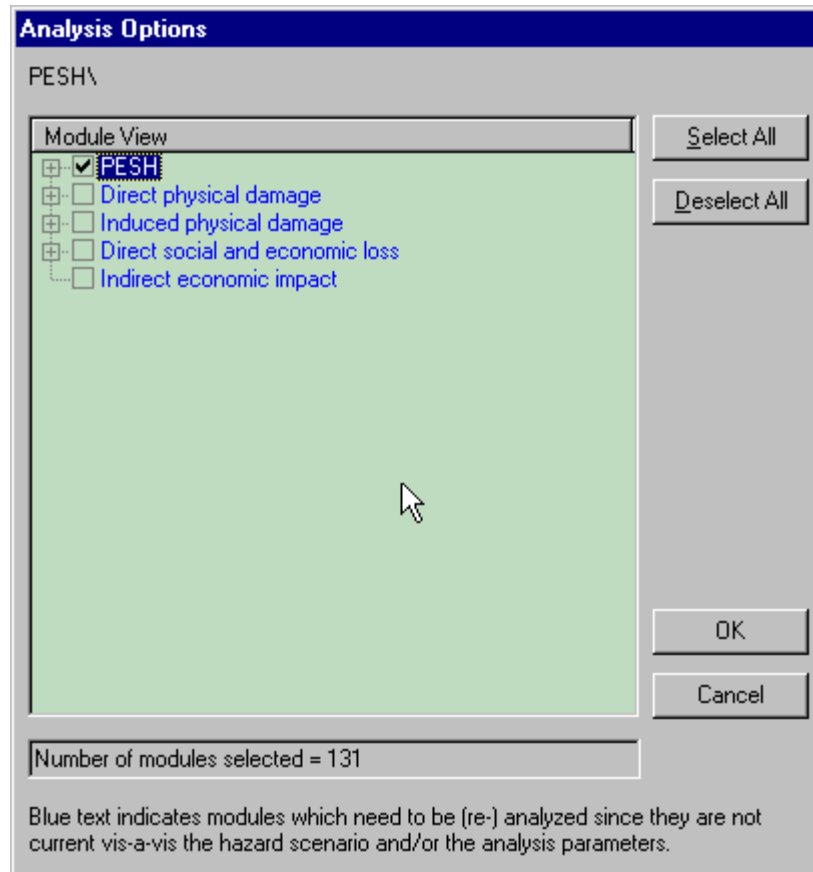 Analysis Options
PESH\
Module View
PESH
Direct physical damage
Induced physical damage
Direct social and economic loss
Indirect economic impact
Select All
Deselect All
OK
Cancel
Number of modules selected = 131
Blue text indicates modules which need to be (re-) analyzed since they are not
current vis-a-vis the hazard scenario and/or the analysis parameters.